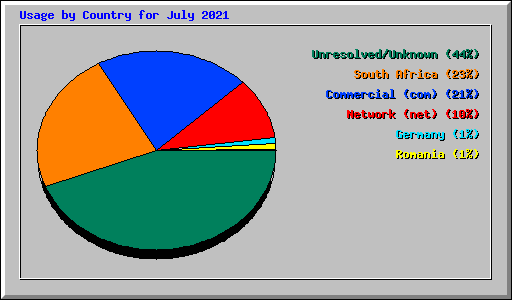 Usage by Country for July 2021
Unresolved/Unknown (44%)
South Africa (23%)
Commercial (com) (21%)
Network (net) (10%)
Germany (1%)
Romania (1%)